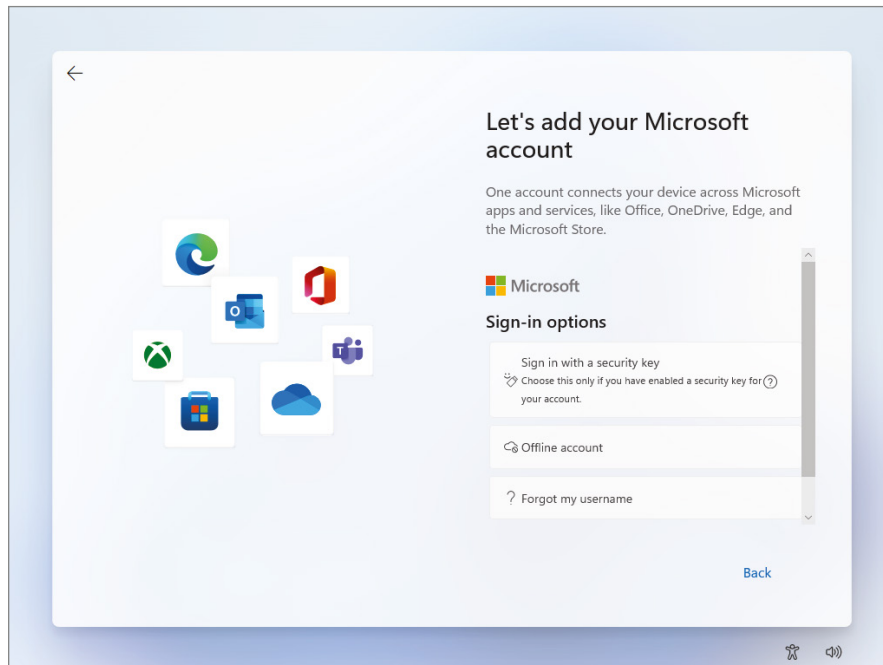 Let's add your Microsoft
account
One account connects your device across Microsoft
apps and services, like Office, OneDrive, Edge, and
the Microsoft Store.
Microsoft
Sign-in options
Sign in with a security key
Choose this only if you have enabled a security key for
your account.
Offline account
Forgot my username
Back